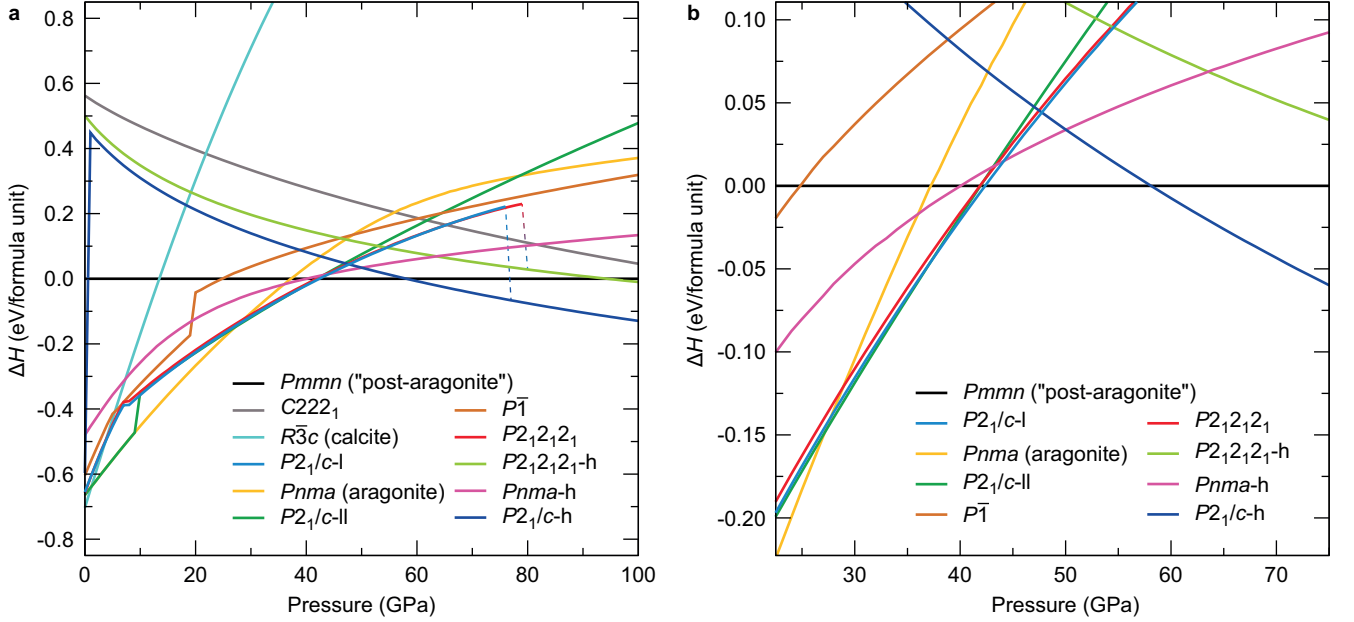 a
0.8
0.6
0.4
0.2
0.0
-0.2
-0.4
-0.6
-0.8
ΔH (eV/formula unit)
0
20
40
60
80
100
Pressure (GPa)
Pmmn ("post-aragonite")
C222₁
R3̅c (calcite)
P2₁/c-I
Pnma (aragonite)
P2₁/c-II
P1̅
P2₁2₁2₁
P2₁2₁2₁-h
Pnma-h
P2₁/c-h
b
0.10
0.05
0.00
-0.05
-0.10
-0.15
-0.20
ΔH (eV/formula unit)
30
40
50
60
70
Pressure (GPa)
Pmmn ("post-aragonite")
P2₁/c-I
Pnma (aragonite)
P2₁/c-II
P1̅
P2₁2₁2₁
P2₁2₁2₁-h
Pnma-h
P2₁/c-h